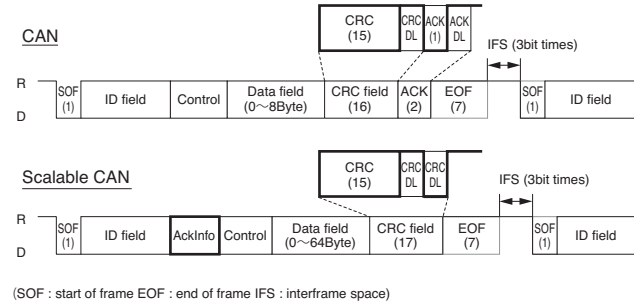 CAN
CRC (15)
CRC DL
ACK (1)
ACK DL
IFS (3bit times)
R
D
SOF (1)
ID field
Control
Data field (0～8Byte)
CRC field (16)
ACK (2)
EOF (7)
SOF (1)
ID field
Scalable CAN
CRC (15)
CRC DL
CRC DL
IFS (3bit times)
R
D
SOF (1)
ID field
AckInfo
Control
Data field (0～64Byte)
CRC field (17)
EOF (7)
SOF (1)
ID field
(SOF : start of frame EOF : end of frame IFS : interframe space)